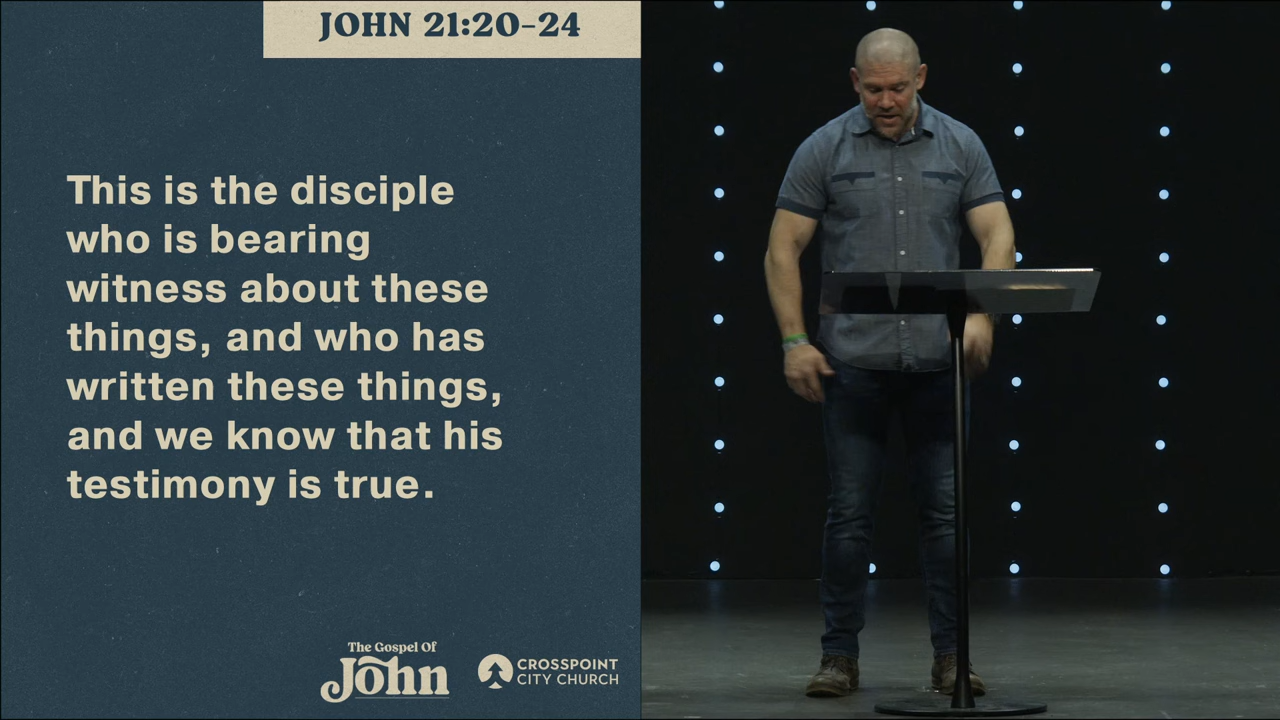 JOHN 21:20-24
This is the disciple
who is bearing
witness about these
things, and who has
written these things,
and we know that his
testimony is true.
The Gospel Of
John
CROSSPOINT
CITY CHURCH